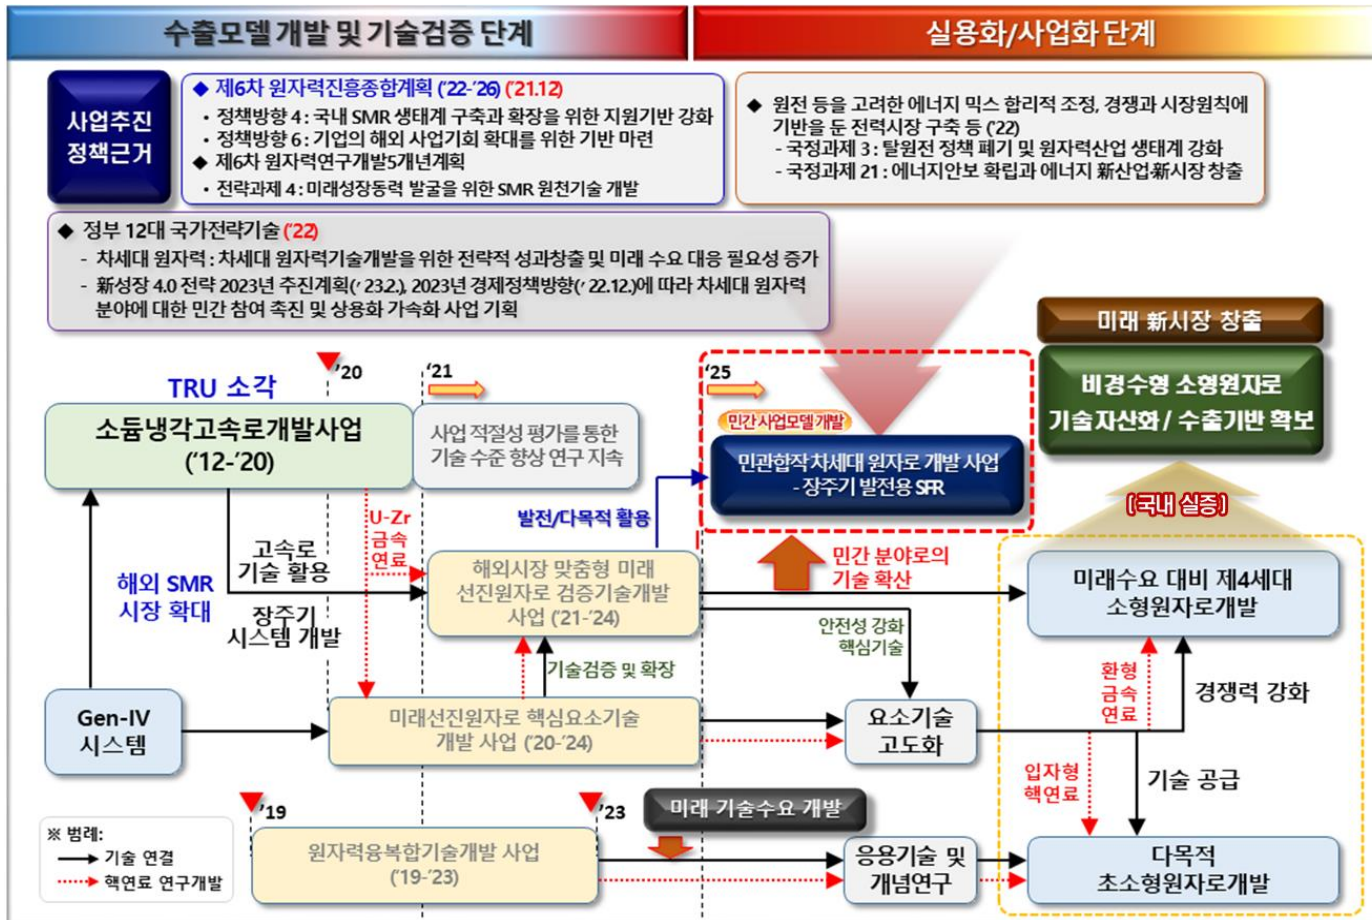 수출모델 개발 및 기술검증 단계
실용화/사업화 단계
사업추진
정책근거
◆ 제6차 원자력진흥종합계획 ('22-'26) ('21.12)
• 정책방향 4 : 국내 SMR 생태계 구축과 확장을 위한 지원기반 강화
• 정책방향 6 : 기업의 해외 사업기회 확대를 위한 기반 마련
◆ 제6차 원자력연구개발5개년계획
• 전략과제 4 : 미래성장동력 발굴을 위한 SMR 원천기술 개발
◆ 원전 등을 고려한 에너지 믹스 합리적 조정, 경쟁과 시장원칙에
기반을 둔 전력시장 구축 등 ('22)
- 국정과제 3 : 탈원전 정책 폐기 및 원자력산업 생태계 강화
- 국정과제 21 : 에너지안보 확립과 에너지 新산업·新시장 창출
◆ 정부 12대 국가전략기술 ('22)
- 차세대 원자력 : 차세대 원자력기술개발을 위한 전략적 성과창출 및 미래 수요 대응 필요성 증가
- 新성장 4.0 전략 2023년 추진계획('23.2.), 2023년 경제정책방향('22.12.)에 따라 차세대 원자력
분야에 대한 민간 참여 촉진 및 상용화 가속화 사업 기획
미래 新시장 창출
비경수형 소형원자로
기술자산화 / 수출기반 확보
[국내 실증]
'20
'21
'25
TRU 소각
소듐냉각고속로개발사업
('12-'20)
사업 적절성 평가를 통한
기술 수준 향상 연구 지속
민간 사업모델 개발
민관합작 차세대 원자로 개발 사업
- 장주기 발전용 SFR
발전/다목적 활용
U-Zr
금속
연료
고속로
기술 활용
해외 SMR
시장 확대
장주기
시스템 개발
해외시장 맞춤형 미래
선진원자로 검증기술개발
사업 ('21-'24)
민간 분야로의
기술 확산
미래수요 대비 제4세대
소형원자로개발
안전성 강화
핵심기술
기술검증 및 확장
환형
금속
연료
경쟁력 강화
Gen-IV
시스템
미래선진원자로 핵심요소기술
개발 사업 ('20-'24)
요소기술
고도화
입자형
핵연료
기술 공급
'19
'23
미래 기술수요 개발
※ 범례:
기술 연결
핵연료 연구개발
원자력융복합기술개발 사업
('19-'23)
응용기술 및
개념연구
다목적
초소형원자로개발